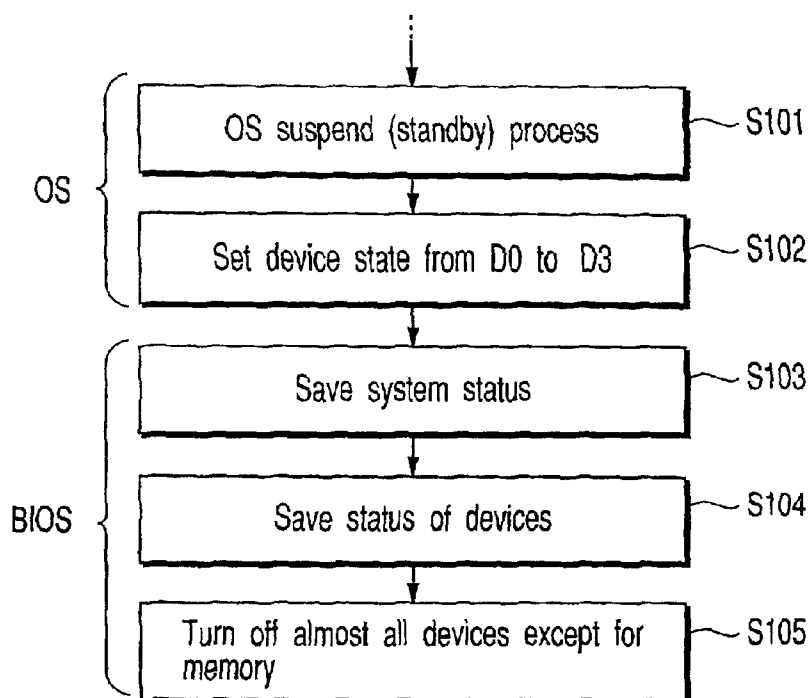 OS suspend (standby) process
S101
OS
Set device state from D0 to D3
S102
Save system status
S103
BIOS
Save status of devices
S104
Turn off almost all devices except for
memory
S105